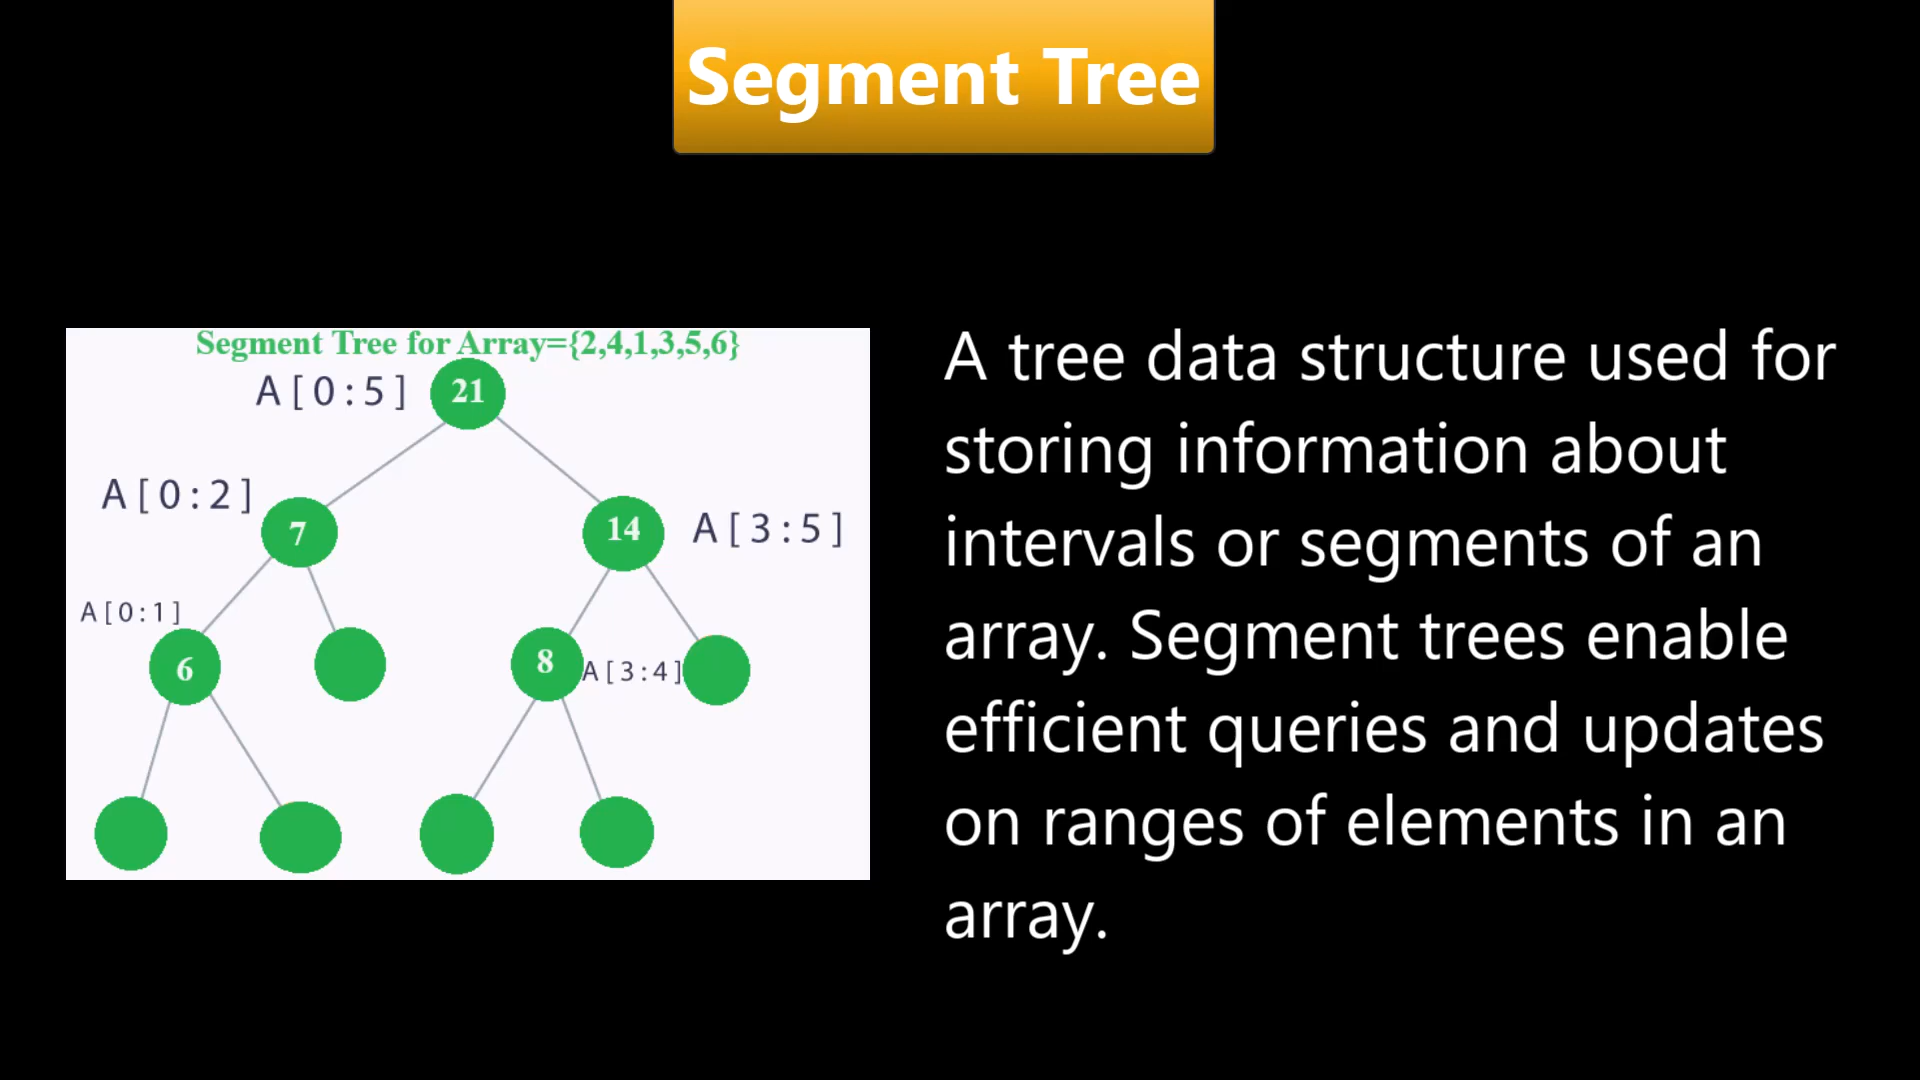 Segment Tree
Segment Tree for Array={2,4,1,3,5,6}
A[0:5] 21
A[0:2] 7
14 A[3:5]
A[0:1]
6
8 A[3:4]
A tree data structure used for
storing information about
intervals or segments of an
array. Segment trees enable
efficient queries and updates
on ranges of elements in an
array.